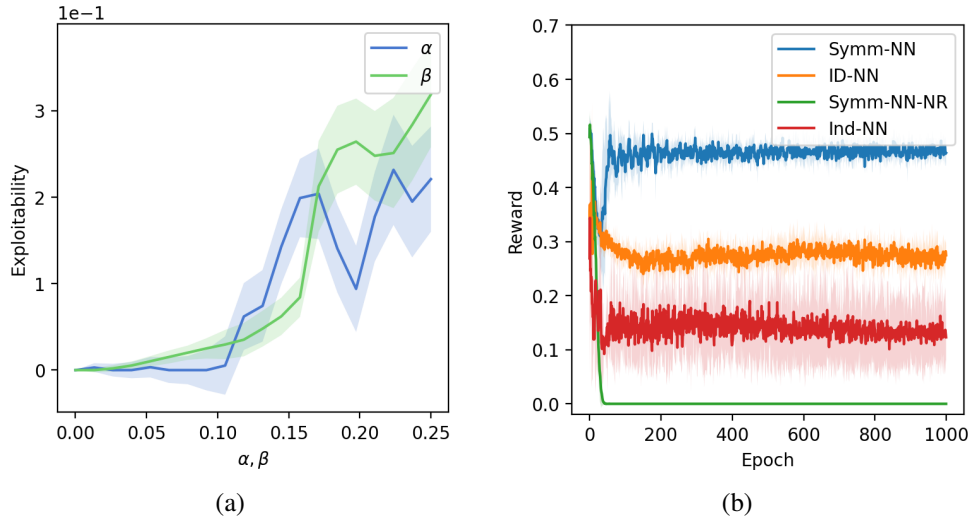 1e−1
α
β
3
2
1
0
Exploitability
0.00
0.05
0.10
0.15
0.20
0.25
α, β
(a)
0.7
0.6
0.5
0.4
0.3
0.2
0.1
0.0
Reward
Symm-NN
ID-NN
Symm-NN-NR
Ind-NN
0
200
400
600
800
1000
Epoch
(b)